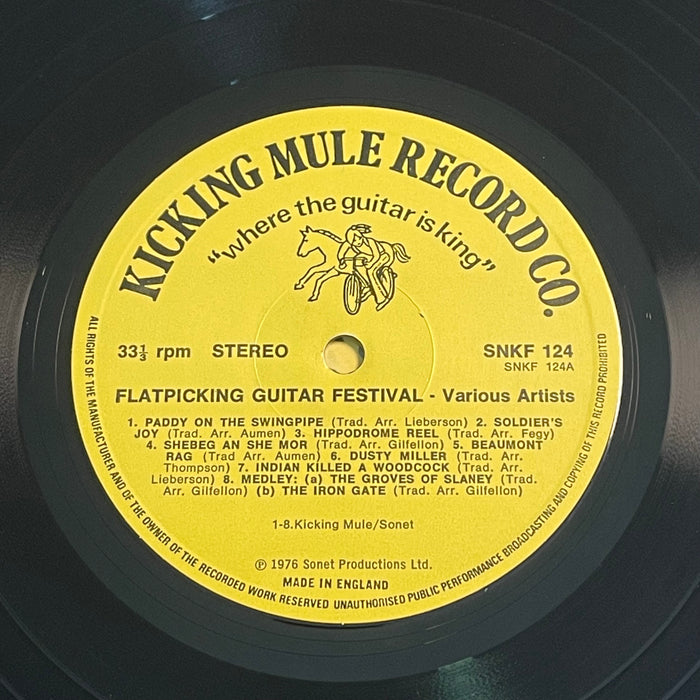 KICKING MULE RECORD CO.
"where the guitar is king"
33⅓ rpm STEREO
SNKF 124
SNKF 124A
FLATPICKING GUITAR FESTIVAL - Various Artists
1. PADDY ON THE SWINGPIPE (Trad. Arr. Lieberson) 2. SOLDIER'S
JOY (Trad. Arr. Aumen) 3. HIPPODROME REEL (Trad. Arr. Fegy)
4. SHEBEG AN SHE MOR (Trad. Arr. Gilfellon) 5. BEAUMONT
RAG (Trad. Arr. Aumen) 6. DUSTY MILLER (Trad. Arr.
Thompson) 7. INDIAN KILLED A WOODCOCK (Trad. Arr.
Lieberson) 8. MEDLEY: (a) THE GROVES OF SLANEY (Trad.
Arr. Gilfellon) (b) THE IRON GATE (Trad. Arr. Gilfellon)
1-8.Kicking Mule/Sonet
℗ 1976 Sonet Productions Ltd.
MADE IN ENGLAND
ALL RIGHTS OF THE MANUFACTURER AND OF THE OWNER OF THE RECORDED WORK RESERVED UNAUTHORISED PUBLIC PERFORMANCE BROADCASTING AND COPYING OF THIS RECORD PROHIBITED